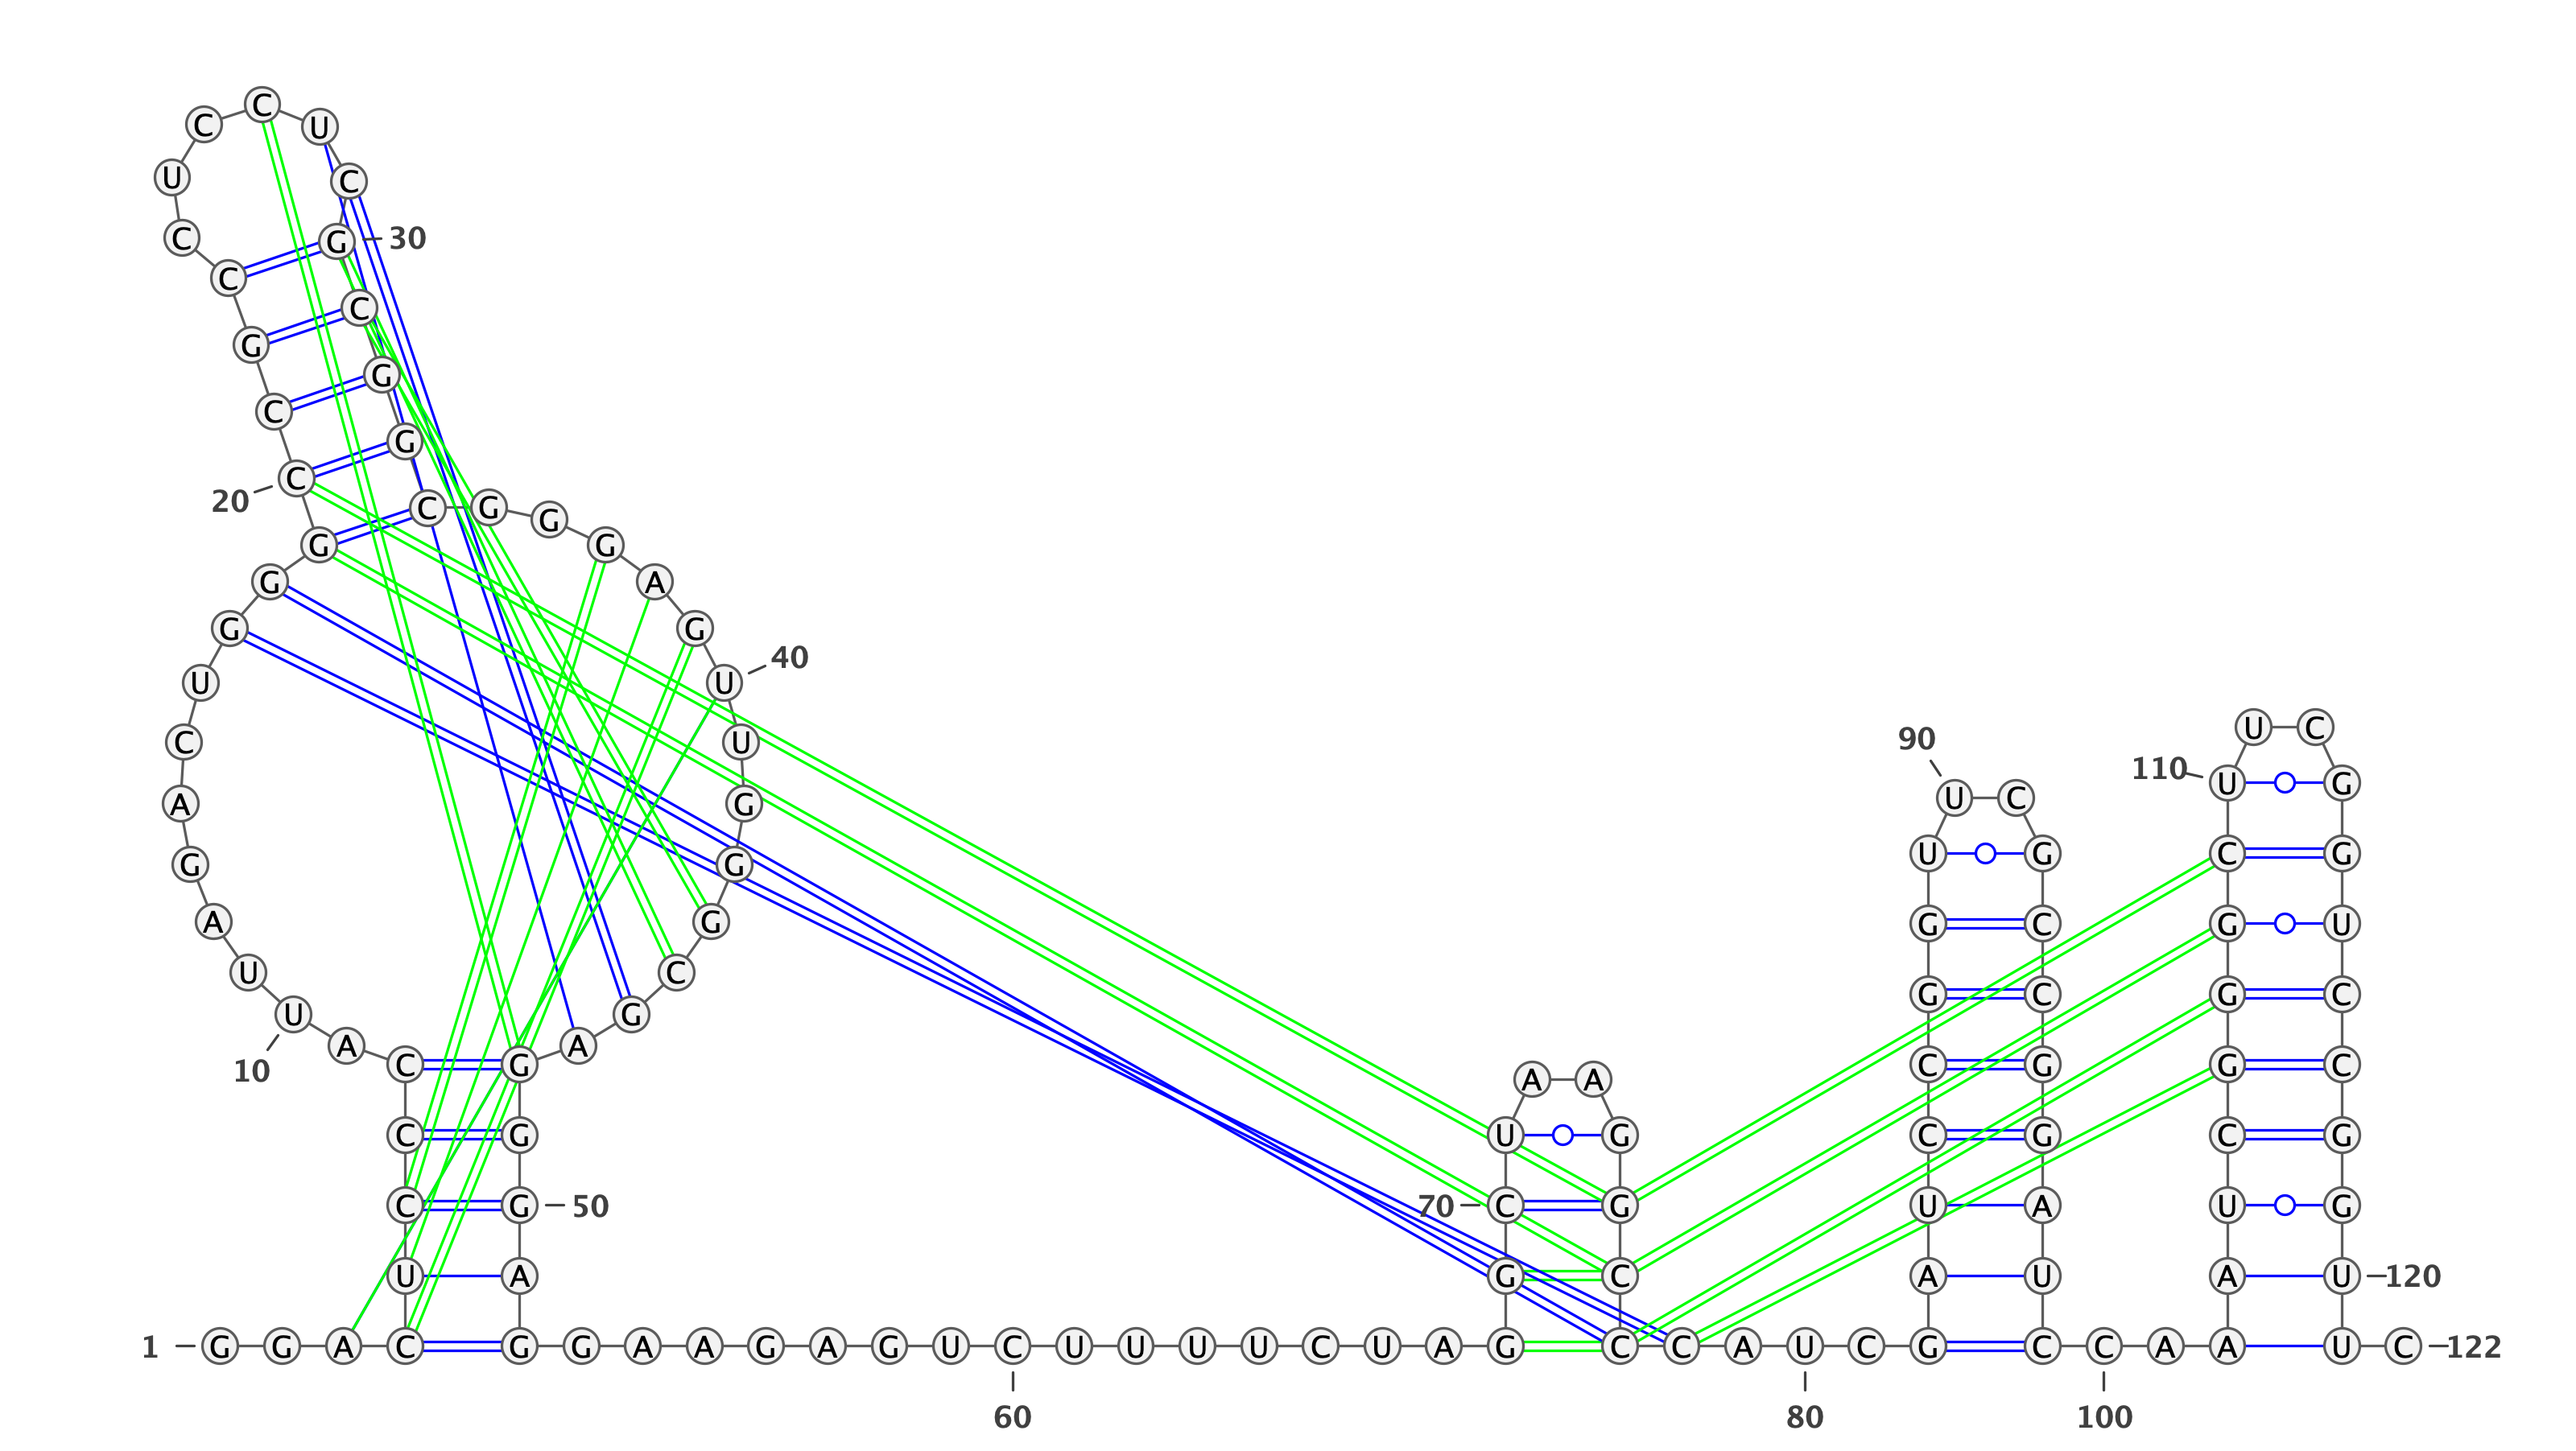 C
C U
U C
C G 30
C
C
G
G
C
G
C
20 C G G
G G
G A
G G
40
U U
U C
90 C U
110 U G
U C
A G
U G C G
G G
A G G C G U
U C
G C G C
U G
A A
C G C G G C
10
A A
C G U G C G C G
C G 50 70 C G U A U G
U A G C A U A U 120
1 G G A C G G A A G A G U C U U U U C U A G C C A U C G C C A A U C 122
60 80 100